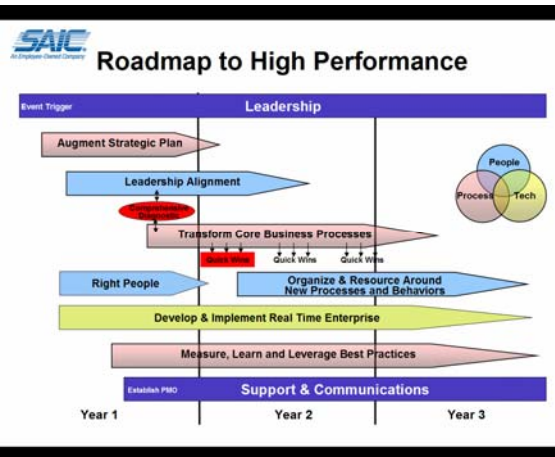 SAIC
An Employee-Owned Company
Roadmap to High Performance
Event Trigger
Leadership
Augment Strategic Plan
Leadership Alignment
People
Process
Tech
Comprehensive
Diagnosis
Transform Core Business Processes
Quick Wins
Quick Wins
Quick Wins
Right People
Organize & Resource Around
New Processes and Behaviors
Develop & Implement Real Time Enterprise
Measure, Learn and Leverage Best Practices
Establish PMO
Support & Communications
Year 1
Year 2
Year 3